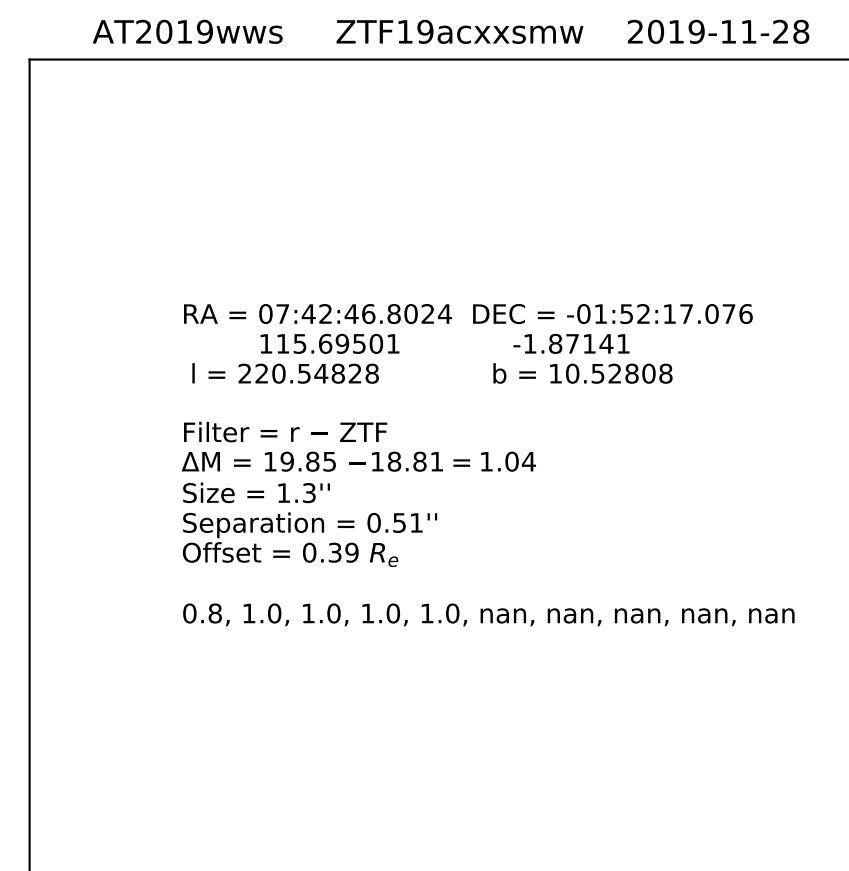 AT2019wws ZTF19acxxsmw 2019-11-28
RA = 07:42:46.8024 DEC = -01:52:17.076
115.69501 -1.87141
l = 220.54828 b = 10.52808
Filter = r − ZTF
ΔM = 19.85 −18.81 = 1.04
Size = 1.3''
Separation = 0.51''
Offset = 0.39 Rₑ
0.8, 1.0, 1.0, 1.0, 1.0, nan, nan, nan, nan, nan